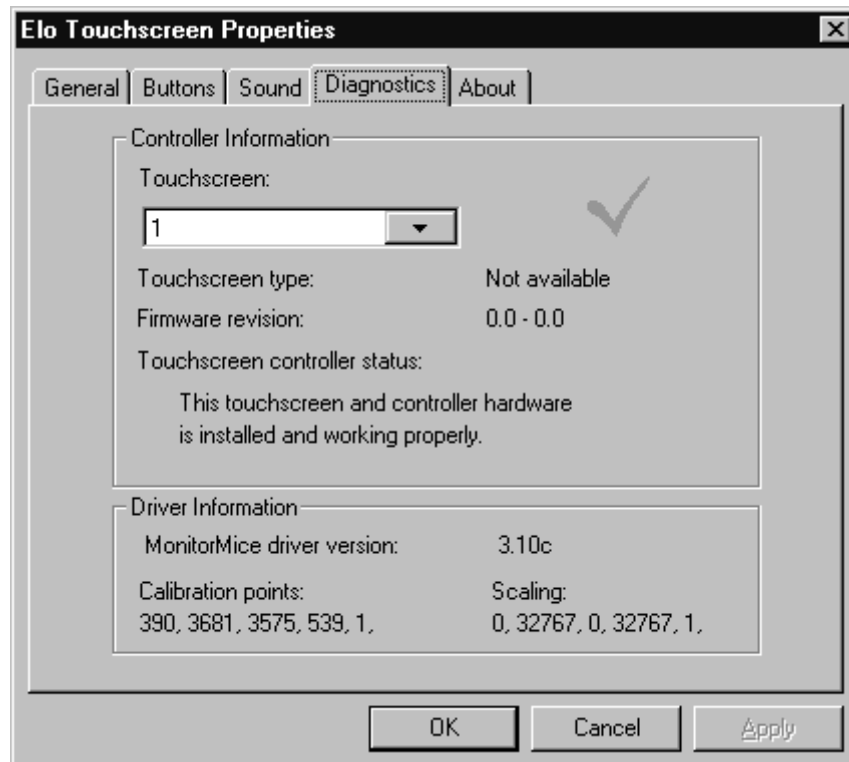 Elo Touchscreen Properties
General Buttons Sound Diagnostics About
Controller Information
Touchscreen:
1
Touchscreen type: Not available
Firmware revision: 0.0 - 0.0
Touchscreen controller status:
This touchscreen and controller hardware
is installed and working properly.
Driver Information
MonitorMice driver version: 3.10c
Calibration points: Scaling:
390, 3681, 3575, 539, 1, 0, 32767, 0, 32767, 1,
OK Cancel Apply